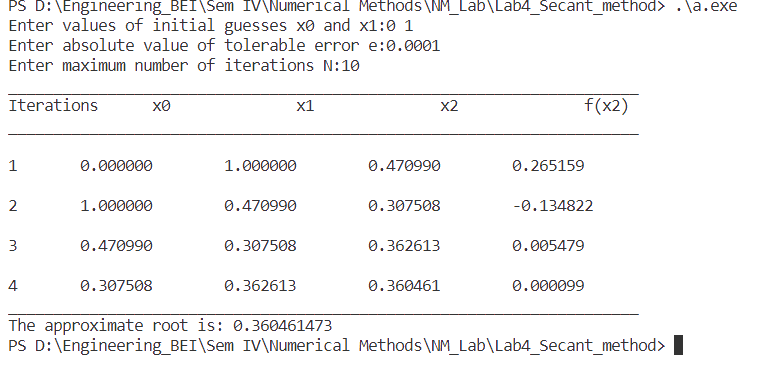 PS D:\Engineering_BEI\Sem IV\Numerical Methods\NM_Lab\Lab4_Secant_method> .\a.exe
Enter values of initial guesses x0 and x1:0 1
Enter absolute value of tolerable error e:0.0001
Enter maximum number of iterations N:10
Iterations x0 x1 x2 f(x2)
1 0.000000 1.000000 0.470990 0.265159
2 1.000000 0.470990 0.307508 -0.134822
3 0.470990 0.307508 0.362613 0.005479
4 0.307508 0.362613 0.360461 0.000099
The approximate root is: 0.360461473
PS D:\Engineering_BEI\Sem IV\Numerical Methods\NM_Lab\Lab4_Secant_method>